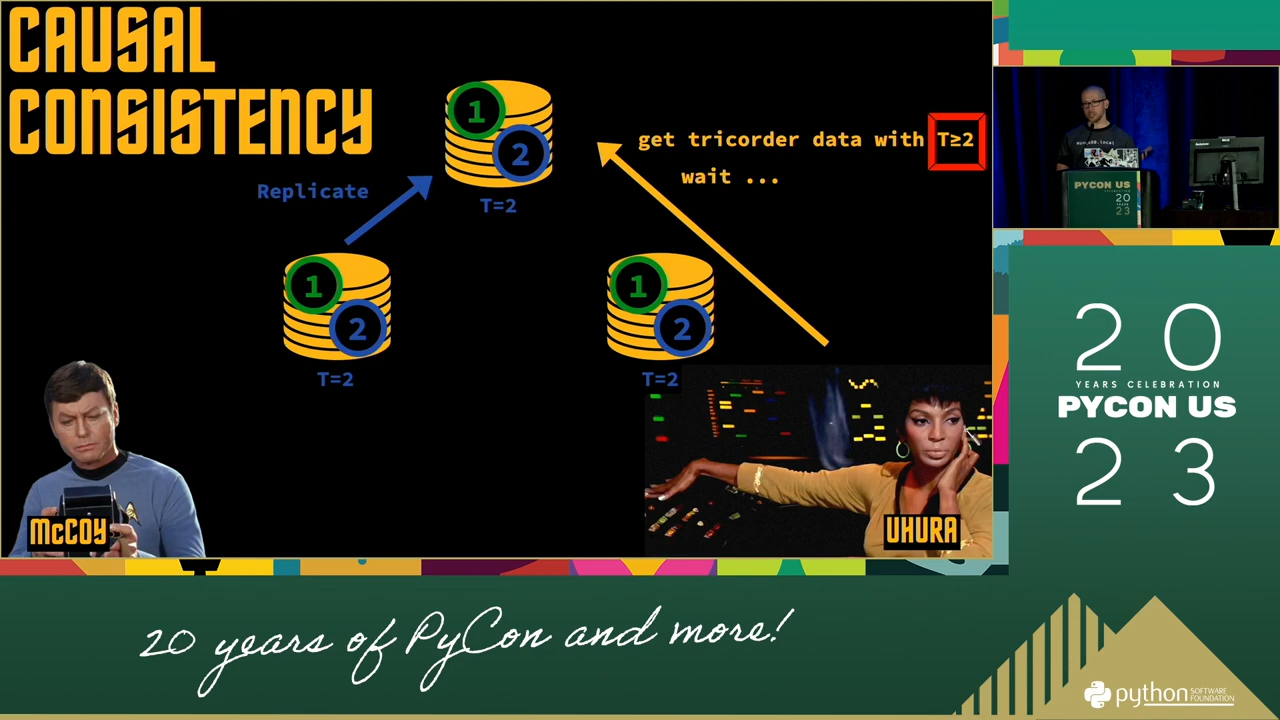 CAUSAL
CONSISTENCY
1
2
T=2
get tricorder data with T≥2
wait ...
Replicate
1
2
T=2
1
2
T=2
McCOY
UHURA
PYCON US
20
23
20
YEARS CELEBRATION
PYCON US
23
20 years of PyCon and more!
python SOFTWARE
FOUNDATION